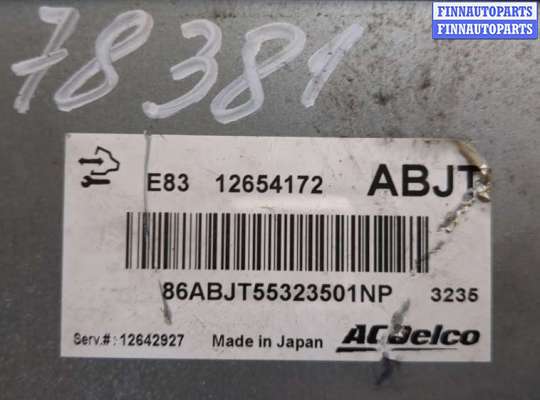 FINNAUTOPARTS
FINNAUTOPARTS
78381
E83 12654172 ABJT
86ABJT55323501NP 3235
Serv.#: 12642927 Made in Japan ACDelco